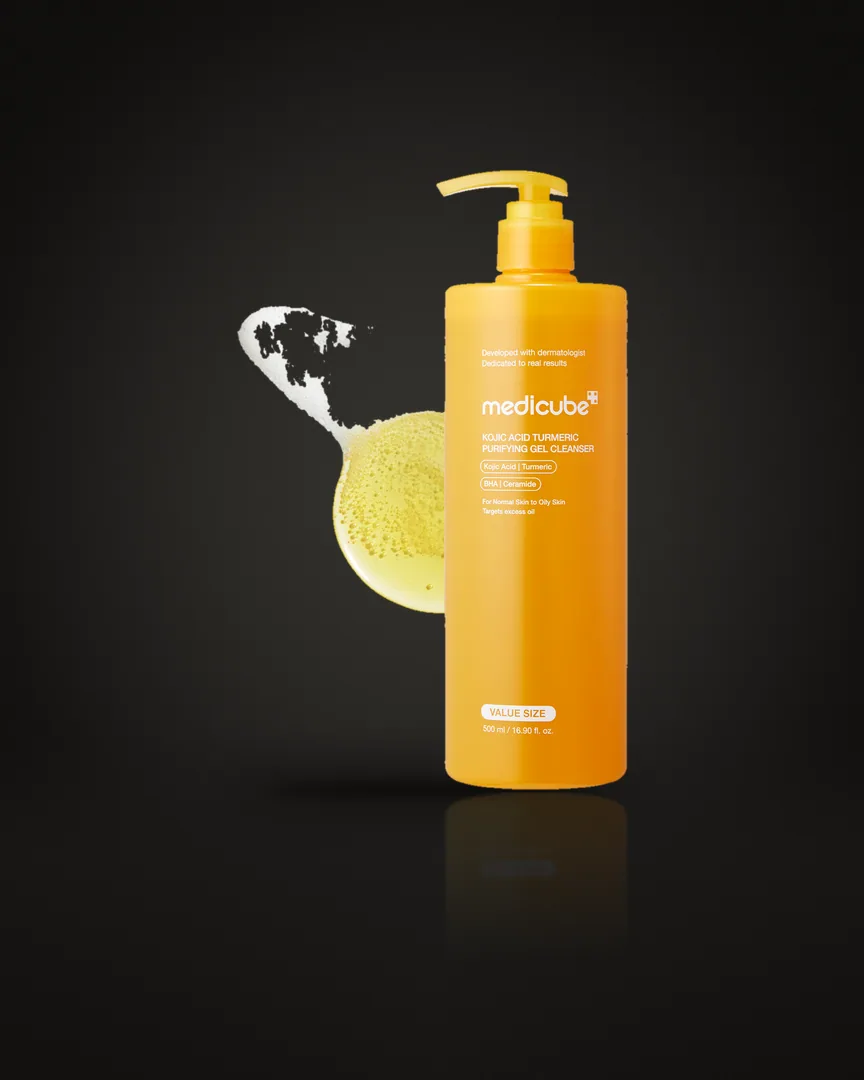 Developed with dermatologist
Dedicated to real results
medicube
KOJIC ACID TURMERIC
PURIFYING GEL CLEANSER
Kojic Acid | Turmeric
BHA | Ceramide
For Normal Skin to Oily Skin
Targets excess oil
VALUE SIZE
500 ml / 16.90 fl. oz.